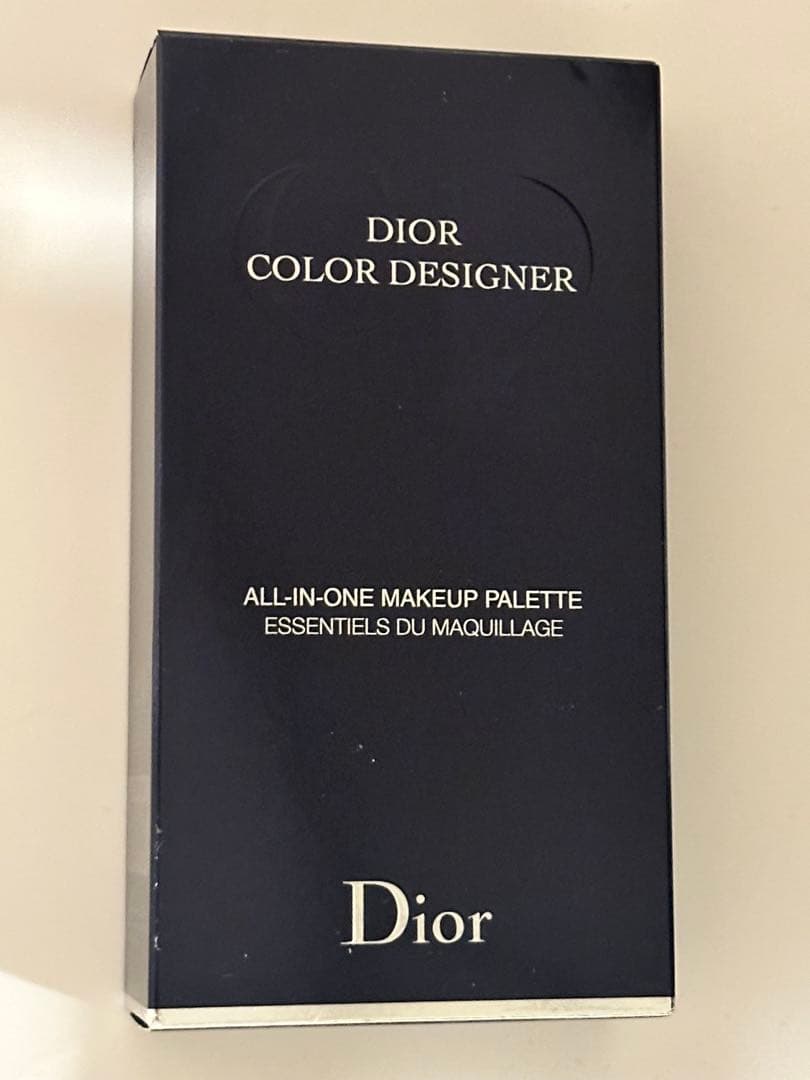 DIOR
COLOR DESIGNER
ALL-IN-ONE MAKEUP PALETTE
ESSENTIELS DU MAQUILLAGE
Dior